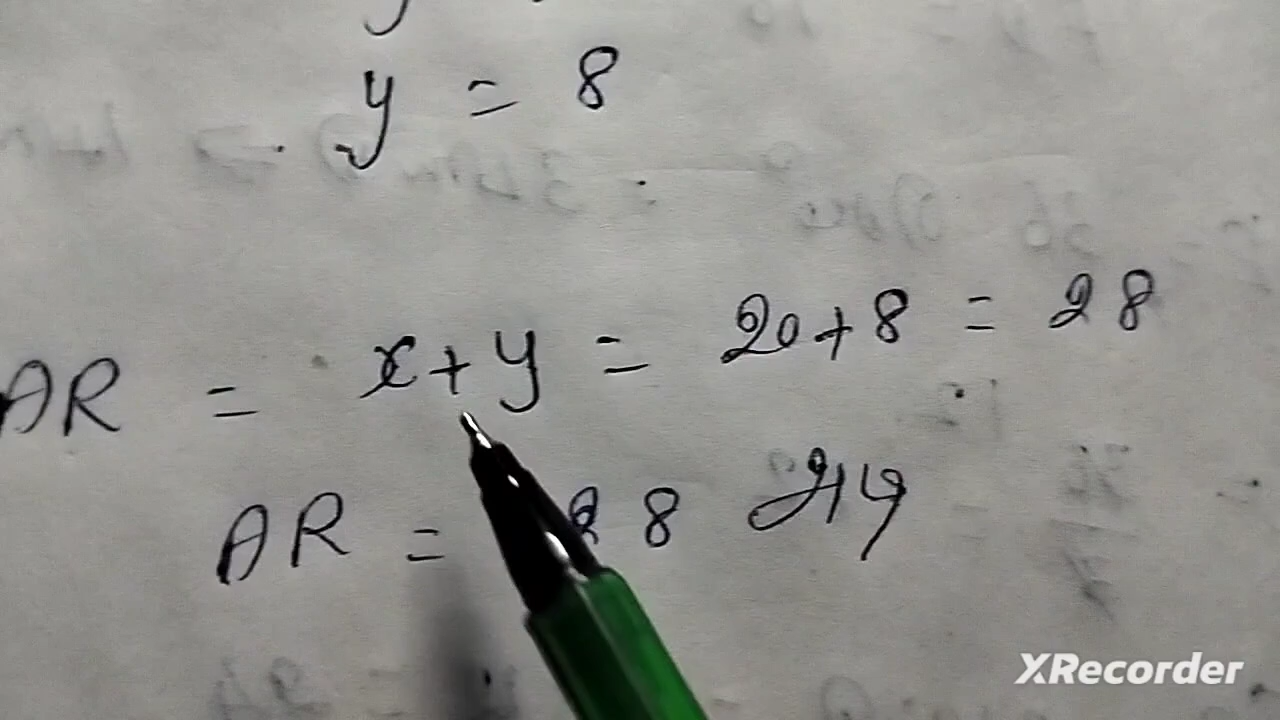 y = 8
AR = x+y = 20+8 = 28
AR = 28
XRecorder